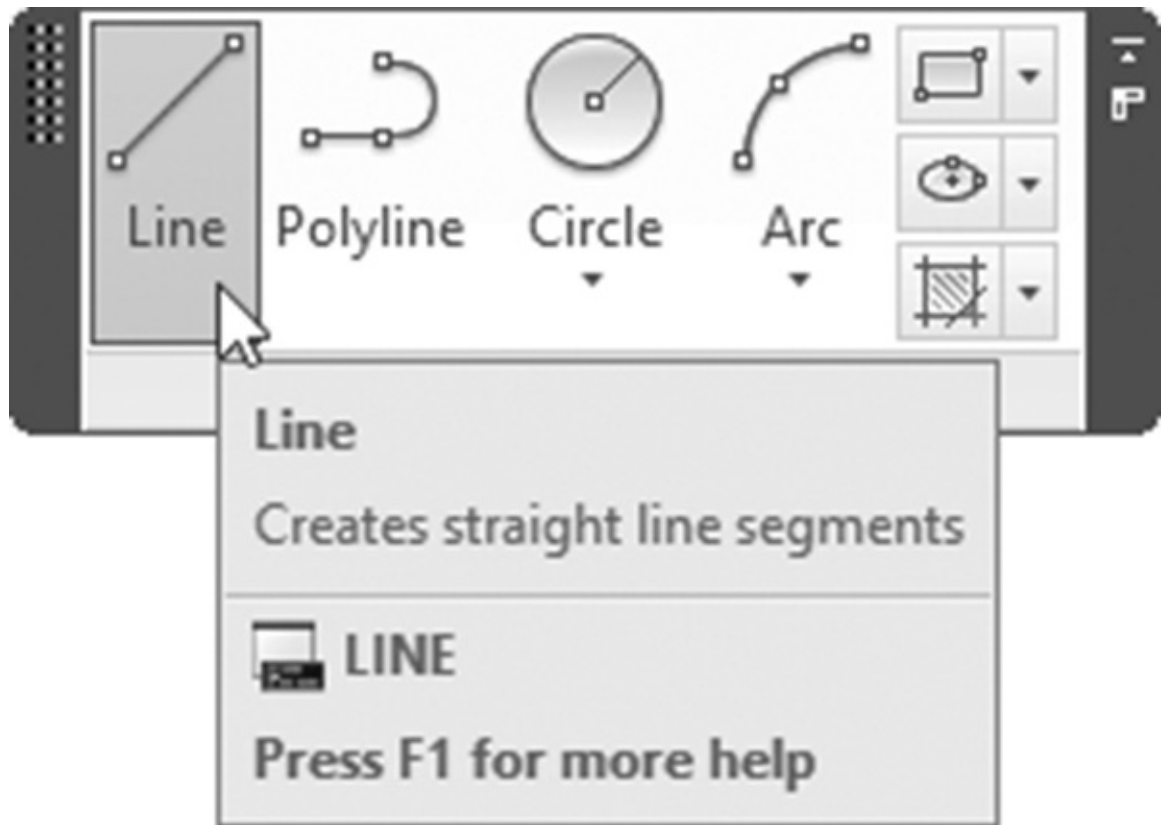 Line Polyline Circle Arc
Line
Creates straight line segments
LINE
Press F1 for more help